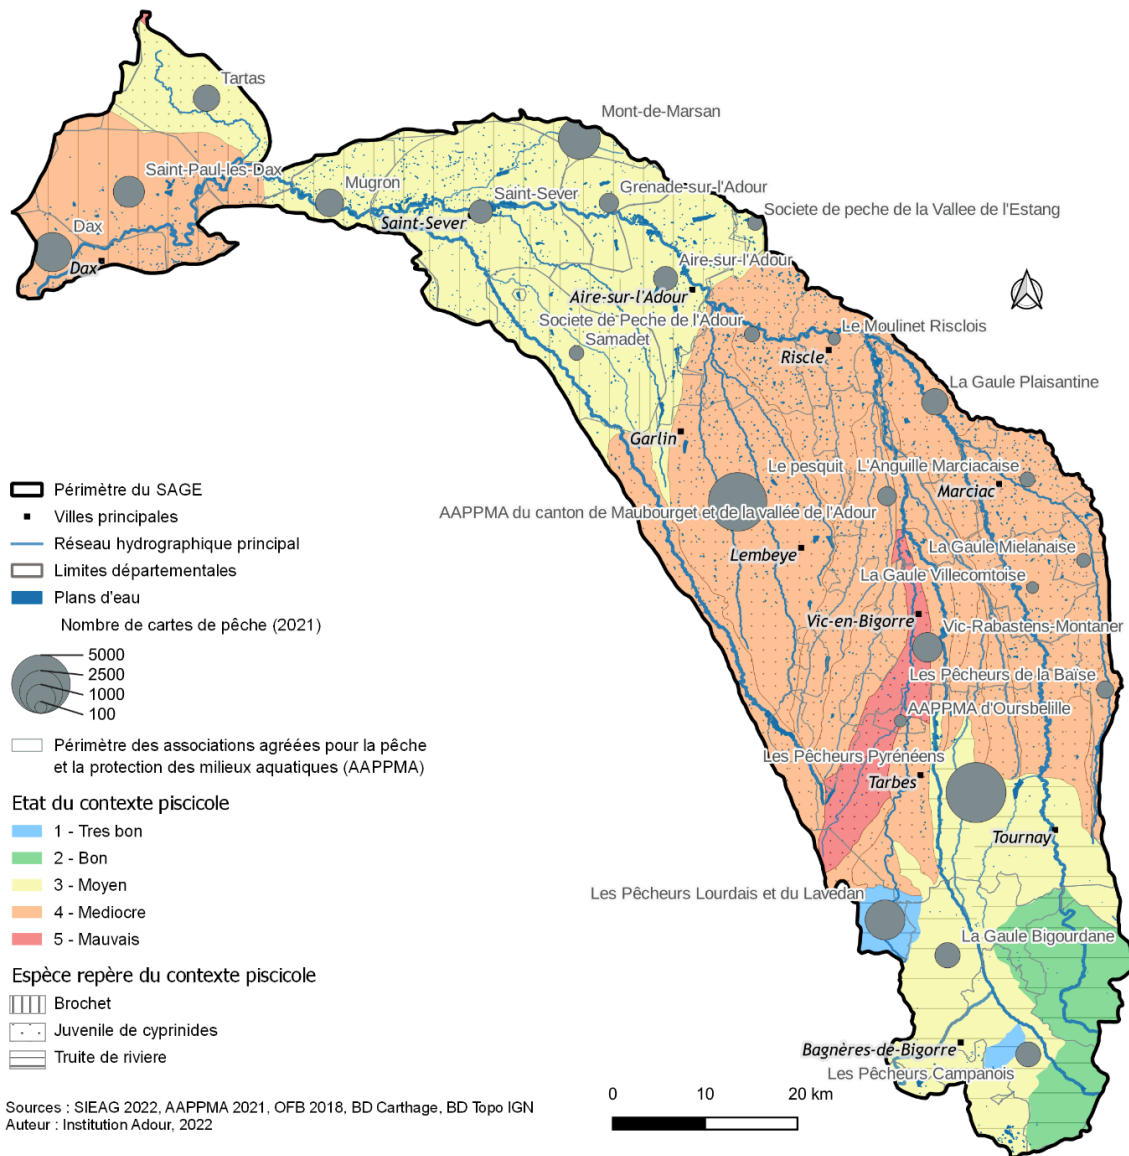 Tartas
Mont-de-Marsan
Saint-Paul-les-Dax
Mugron
Saint-Sever
Grenade-sur-l'Adour
Societe de peche de la Vallee de l'Estang
Saint-Sever
Dax
Dax
Aire-sur-l'Adour
Aire-sur-l'Adour
Societe de Peche de l'Adour
Le Moulinet Risclois
Samadet
Riscle
La Gaule Plaisantine
Garlin
Le pesquit
L'Anguille Marciacaise
Marciac
AAPPMA du canton de Maubourget et de la vallée de l'Adour
Lembeye
La Gaule Mielanaise
La Gaule Villecomtoise
Vic-en-Bigorre
Vic-Rabastens-Montaner
Les Pêcheurs de la Baïse
AAPPMA d'Oursbelille
Les Pêcheurs Pyrénéens
Tarbes
Tournay
Les Pêcheurs Lourdais et du Lavedan
La Gaule Bigourdane
Bagnères-de-Bigorre
Les Pêcheurs Campanois
Périmètre du SAGE
Villes principales
Réseau hydrographique principal
Limites départementales
Plans d'eau
Nombre de cartes de pêche (2021)
5000
2500
1000
100
Périmètre des associations agréées pour la pêche
et la protection des milieux aquatiques (AAPPMA)
Etat du contexte piscicole
1 - Tres bon
2 - Bon
3 - Moyen
4 - Mediocre
5 - Mauvais
Espèce repère du contexte piscicole
Brochet
Juvenile de cyprinides
Truite de riviere
Sources : SIEAG 2022, AAPPMA 2021, OFB 2018, BD Carthage, BD Topo IGN
Auteur : Institution Adour, 2022
0 10 20 km